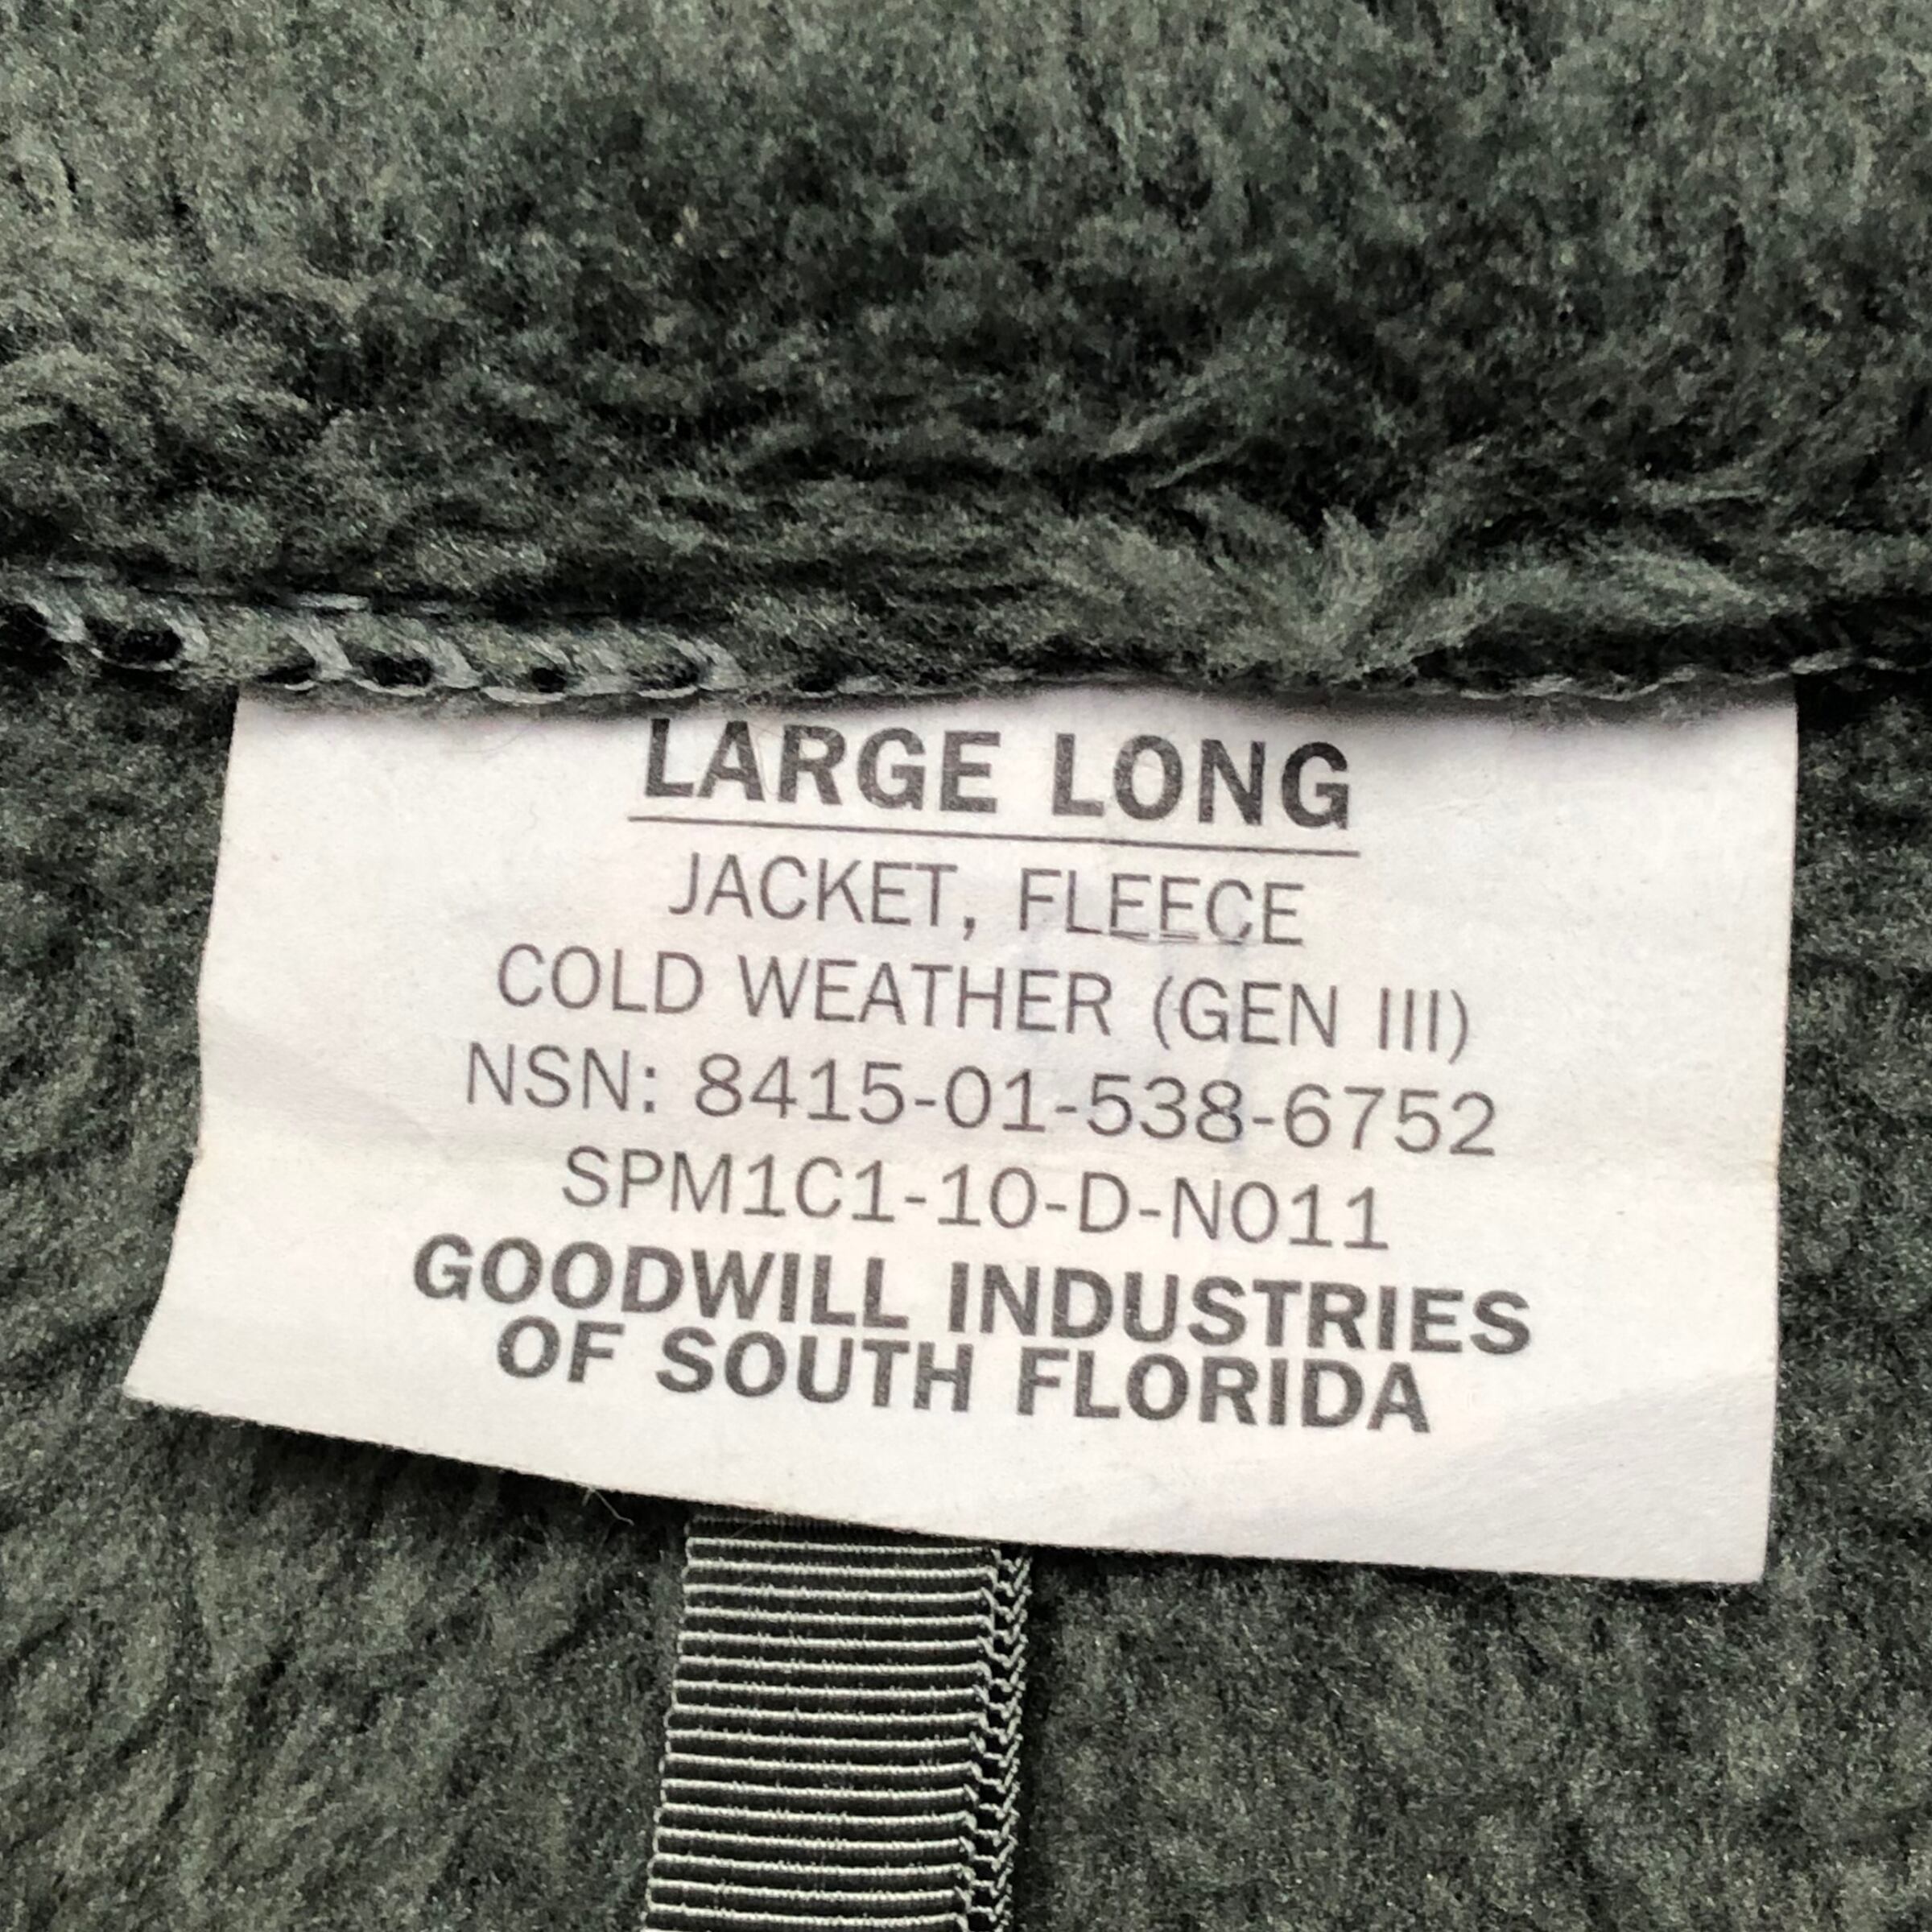 LARGE LONG
JACKET, FLEECE
COLD WEATHER (GEN III)
NSN: 8415-01-538-6752
SPM1C1-10-D-N011
GOODWILL INDUSTRIES
OF SOUTH FLORIDA